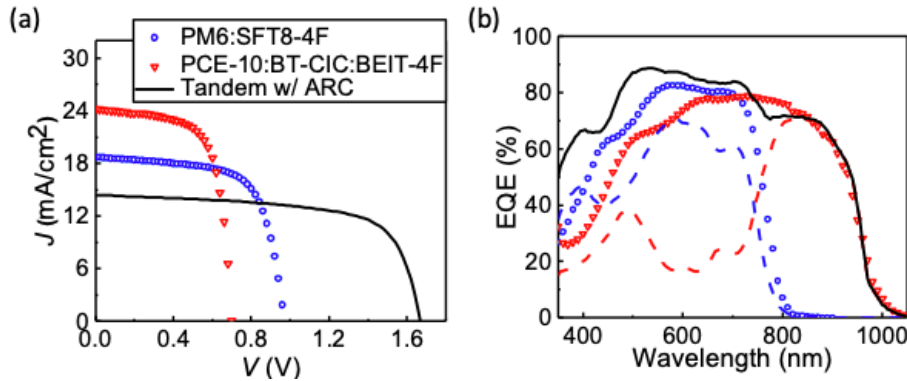 (a)
PM6:SFT8-4F
PCE-10:BT-CIC:BEIT-4F
Tandem w/ ARC
J (mA/cm2)
30
24
18
12
6
0
0.0 0.4 0.8 1.2 1.6
V (V)
(b)
EQE (%)
100
80
60
40
20
0
400 600 800 1000
Wavelength (nm)